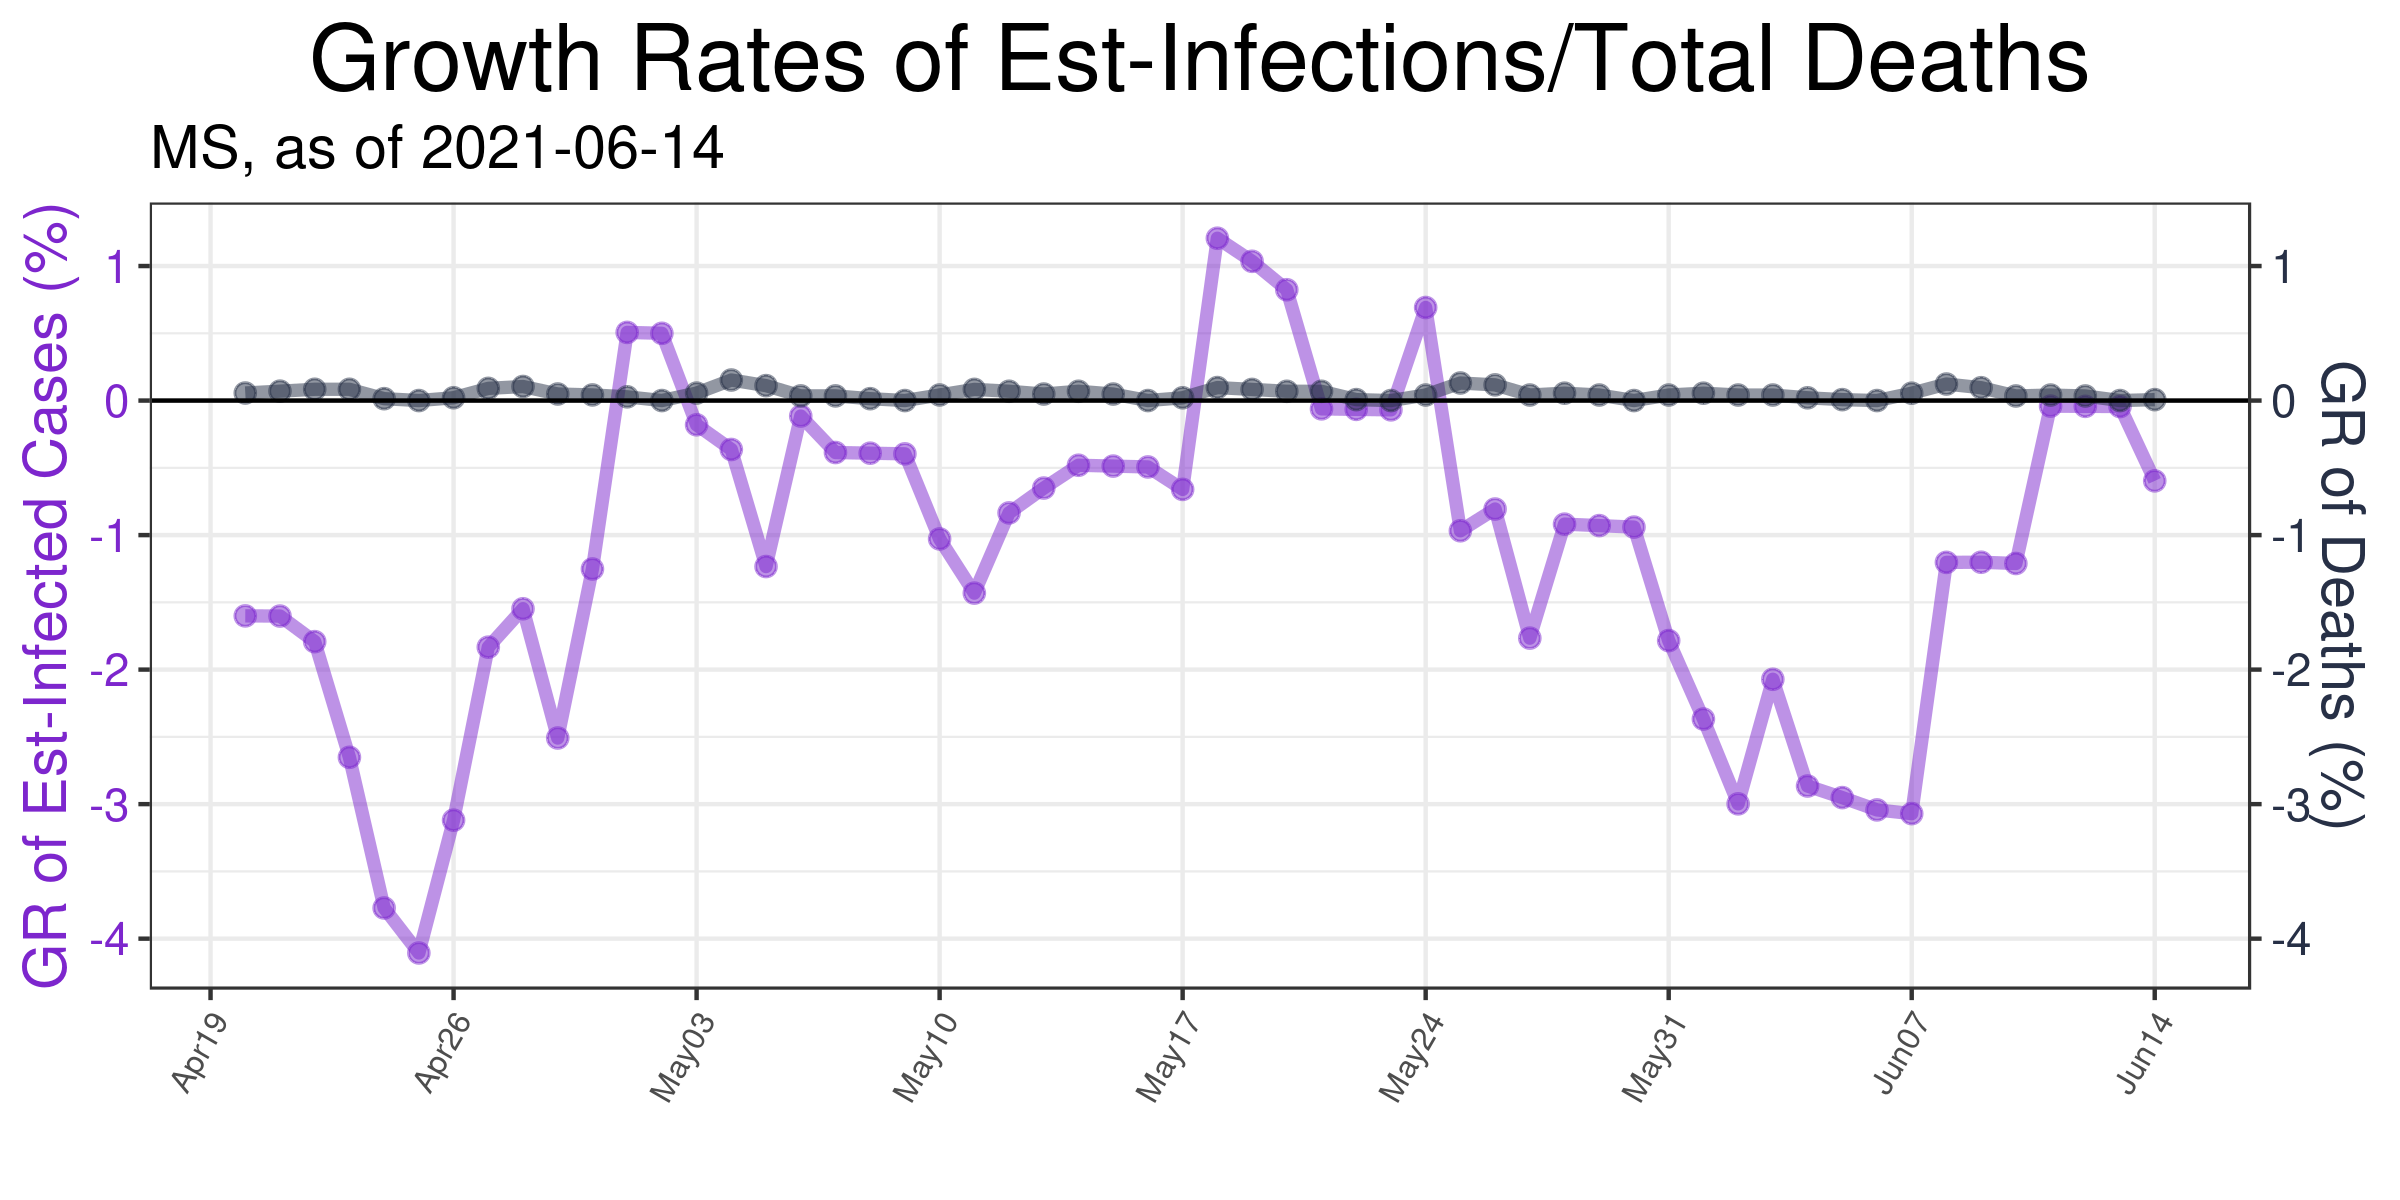 Growth Rates of Est-Infections/Total Deaths
MS, as of 2021-06-14
GR of Est-Infected Cases (%)
1
0
-1
-2
-3
-4
1
0
-1
-2
-3
-4
GR of Deaths (%)
Apr19
Apr26
May03
May10
May17
May24
May31
Jun07
Jun14